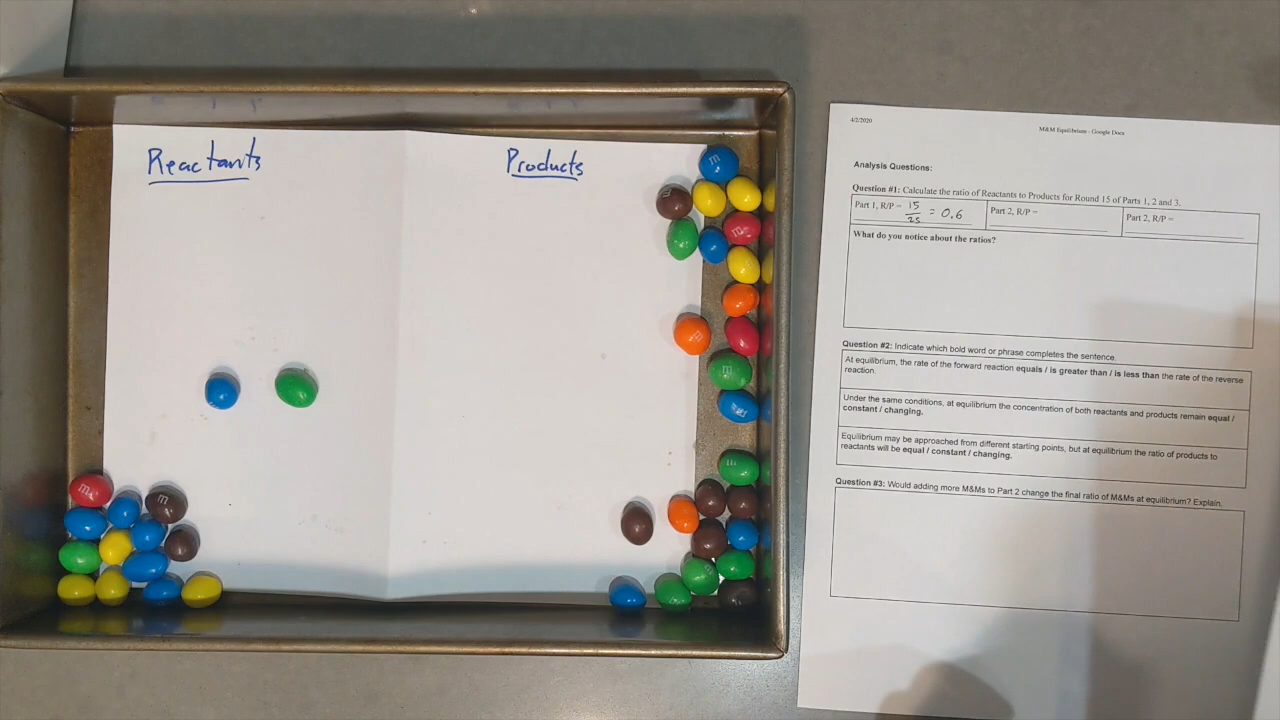 Reactants
Products
4/2/2020
M&M Equilibrium - Google Docs
Analysis Questions:
Question #1: Calculate the ratio of Reactants to Products for Round 15 of Parts 1, 2 and 3.
Part 1, R/P = 15/25 = 0.6
Part 2, R/P =
Part 2, R/P =
What do you notice about the ratios?
Question #2: Indicate which bold word or phrase completes the sentence.
At equilibrium, the rate of the forward reaction equals / is greater than / is less than the rate of the reverse
reaction.
Under the same conditions, at equilibrium the concentration of both reactants and products remain equal /
constant / changing.
Equilibrium may be approached from different starting points, but at equilibrium the ratio of products to
reactants will be equal / constant / changing.
Question #3: Would adding more M&Ms to Part 2 change the final ratio of M&Ms at equilibrium? Explain.
m
m
m
m
m
m